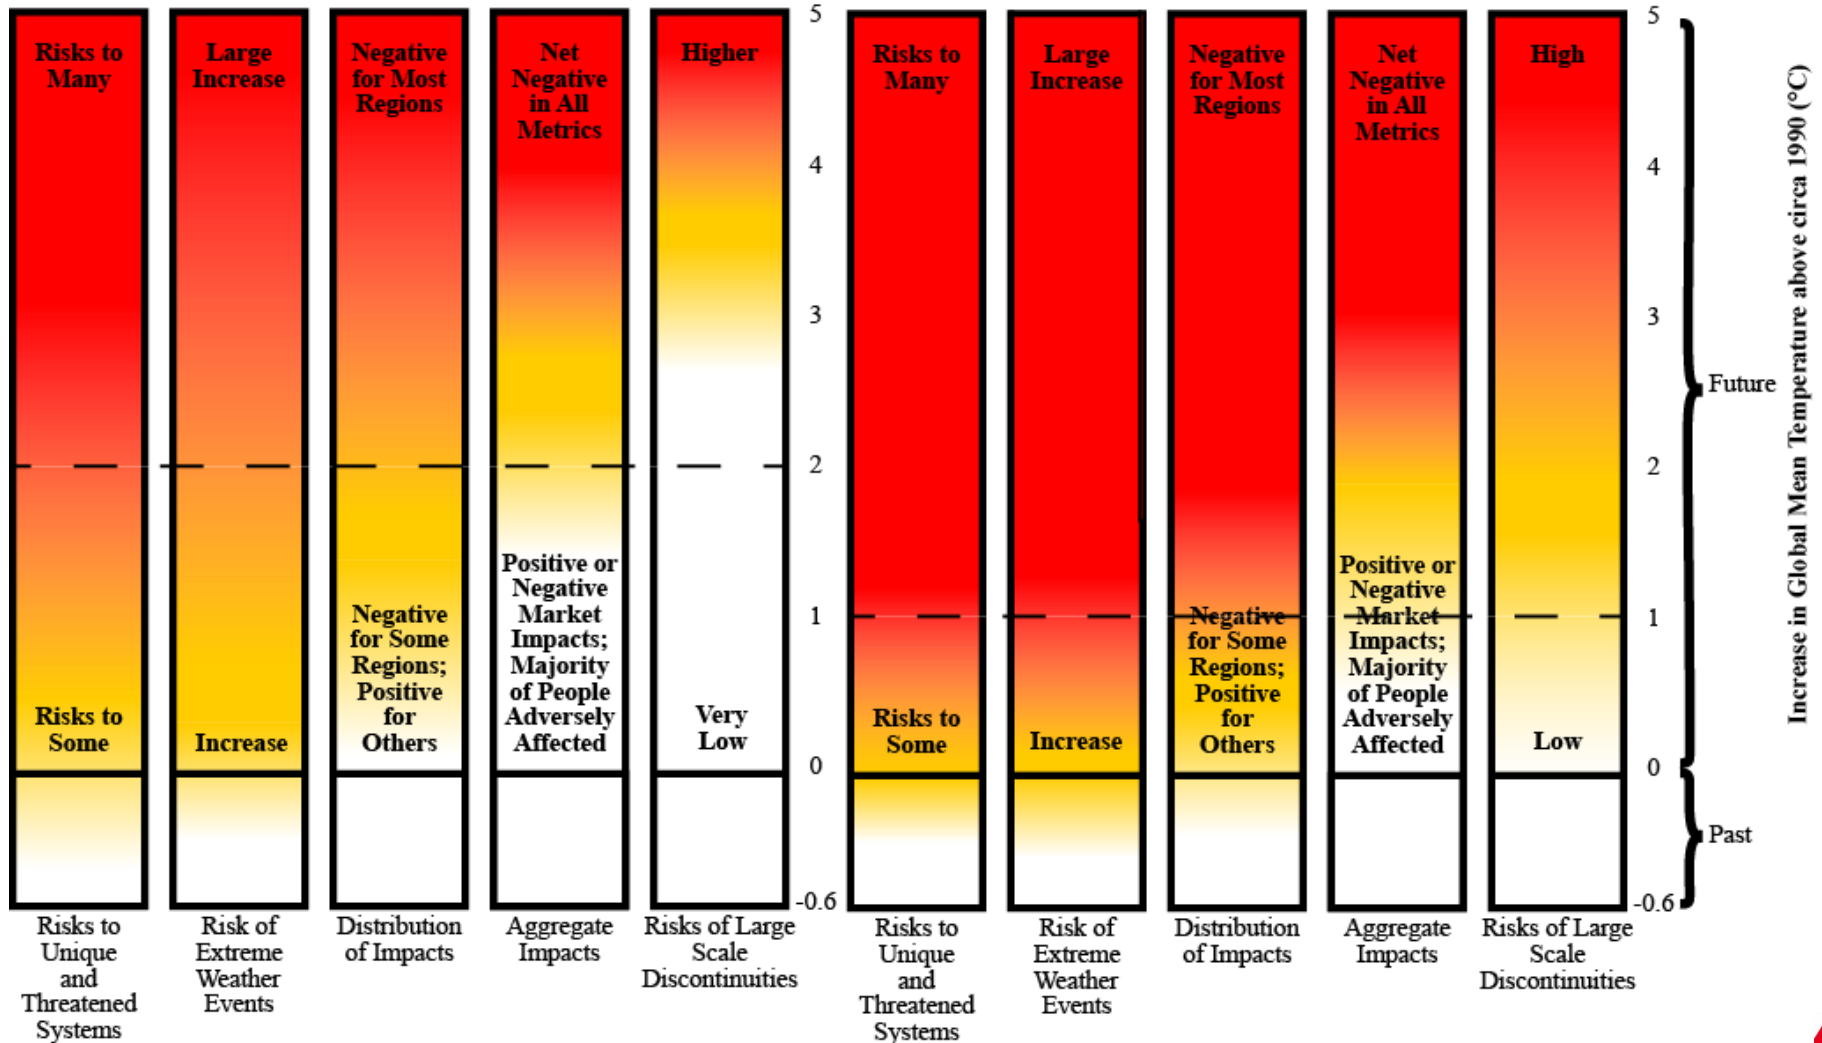 Risks to
Many
Large
Increase
Negative
for Most
Regions
Net
Negative
in All
Metrics
Higher
Risks to
Some
Increase
Negative
for Some
Regions;
Positive
for
Others
Positive or
Negative
Market
Impacts;
Majority
of People
Adversely
Affected
Very
Low
5
4
3
2
1
0
-0.6
Risks to
Unique
and
Threatened
Systems
Risk of
Extreme
Weather
Events
Distribution
of Impacts
Aggregate
Impacts
Risks of Large
Scale
Discontinuities
Risks to
Many
Large
Increase
Negative
for Most
Regions
Net
Negative
in All
Metrics
High
Risks to
Some
Increase
Negative
for Some
Regions;
Positive
for
Others
Positive or
Negative
Market
Impacts;
Majority
of People
Adversely
Affected
Low
5
4
3
2
1
0
-0.6
Risks to
Unique
and
Threatened
Systems
Risk of
Extreme
Weather
Events
Distribution
of Impacts
Aggregate
Impacts
Risks of Large
Scale
Discontinuities
Future
Past
Increase in Global Mean Temperature above circa 1990 (°C)